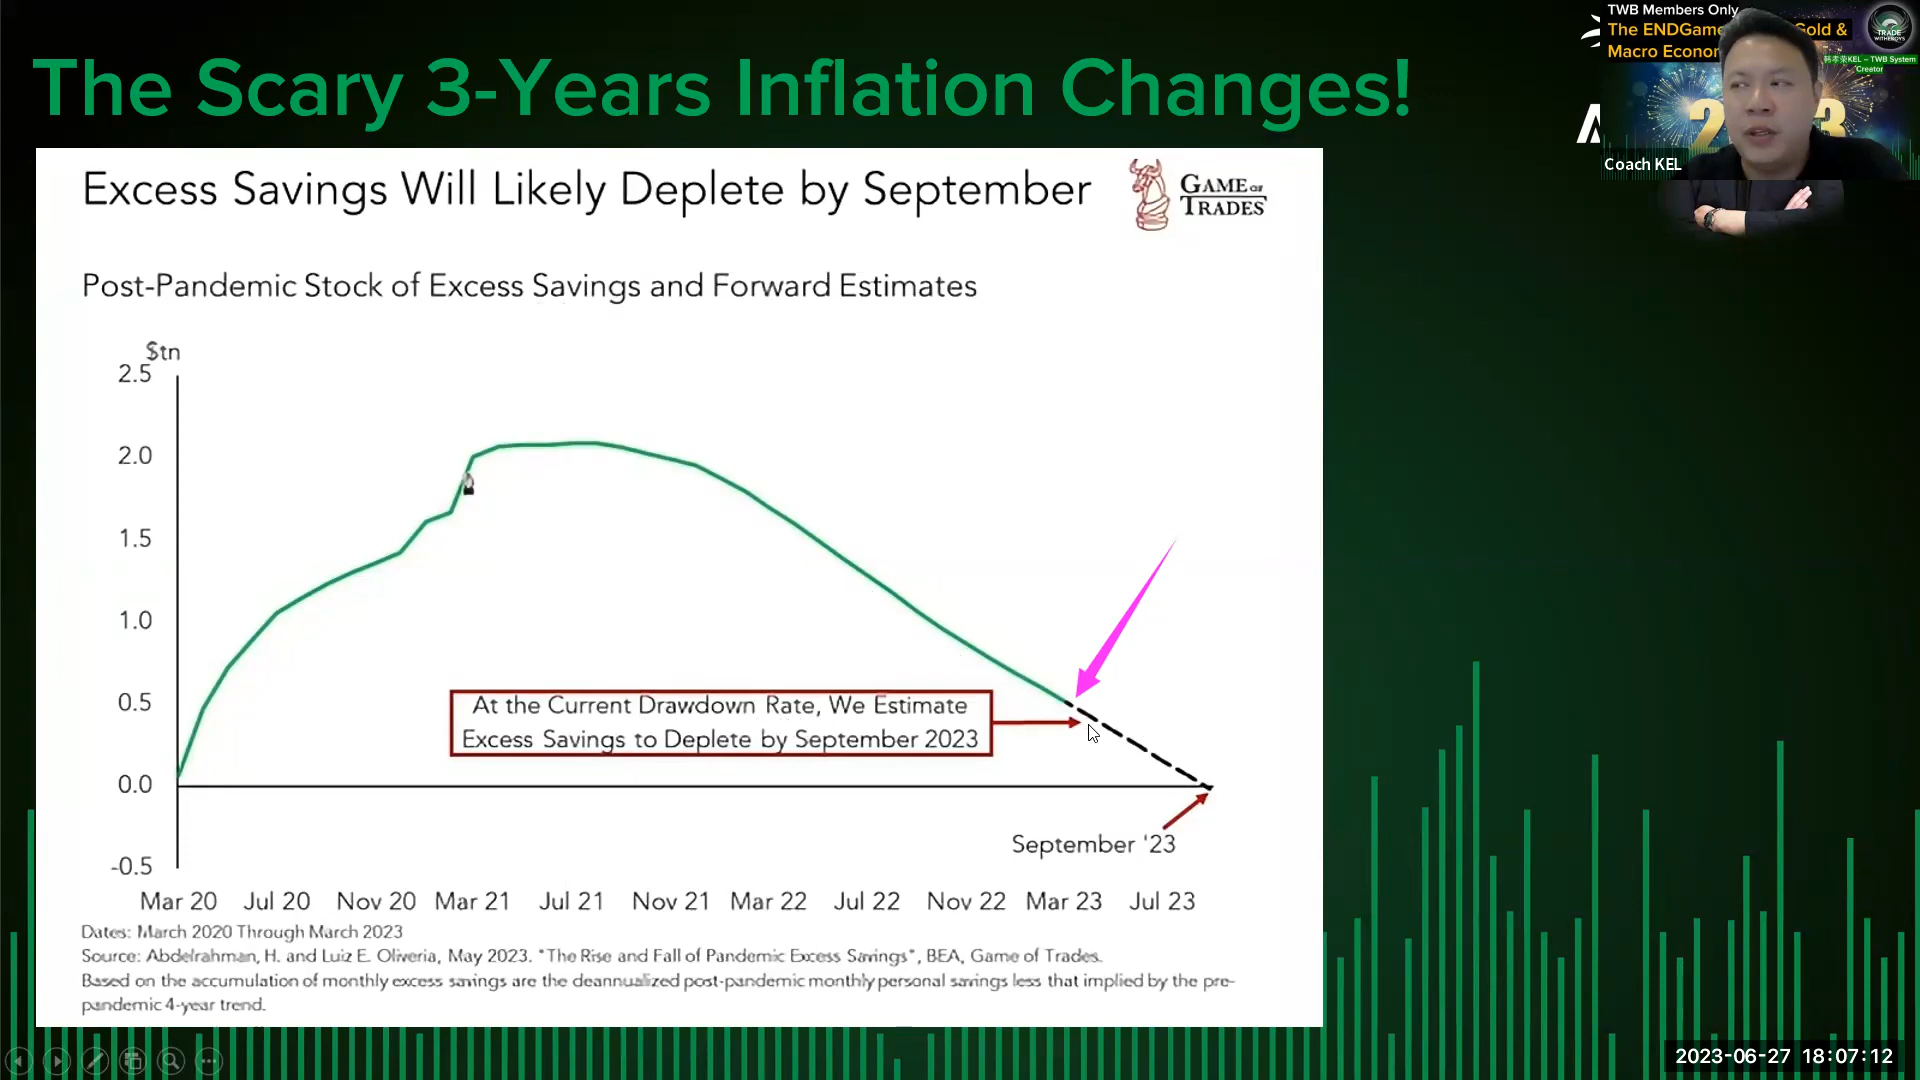 The Scary 3-Years Inflation Changes!
TWB Members Only
The ENDGame
Gold &
Macro Econo
TRADE
KEL – TWB System
Creator
Coach KEL
Excess Savings Will Likely Deplete by September
GAME OF
TRADES
Post-Pandemic Stock of Excess Savings and Forward Estimates
$tn
2.5
2.0
1.5
1.0
0.5
0.0
-0.5
At the Current Drawdown Rate, We Estimate
Excess Savings to Deplete by September 2023
September '23
Mar 20 Jul 20 Nov 20 Mar 21 Jul 21 Nov 21 Mar 22 Jul 22 Nov 22 Mar 23 Jul 23
Dates: March 2020 Through March 2023
Source: Abdelrahman, H. and Luiz E. Oliveria, May 2023. "The Rise and Fall of Pandemic Excess Savings", BEA, Game of Trades.
Based on the accumulation of monthly excess savings are the deannualized post-pandemic monthly personal savings less that implied by the pre-
pandemic 4-year trend.
2023-06-27 18:07:12